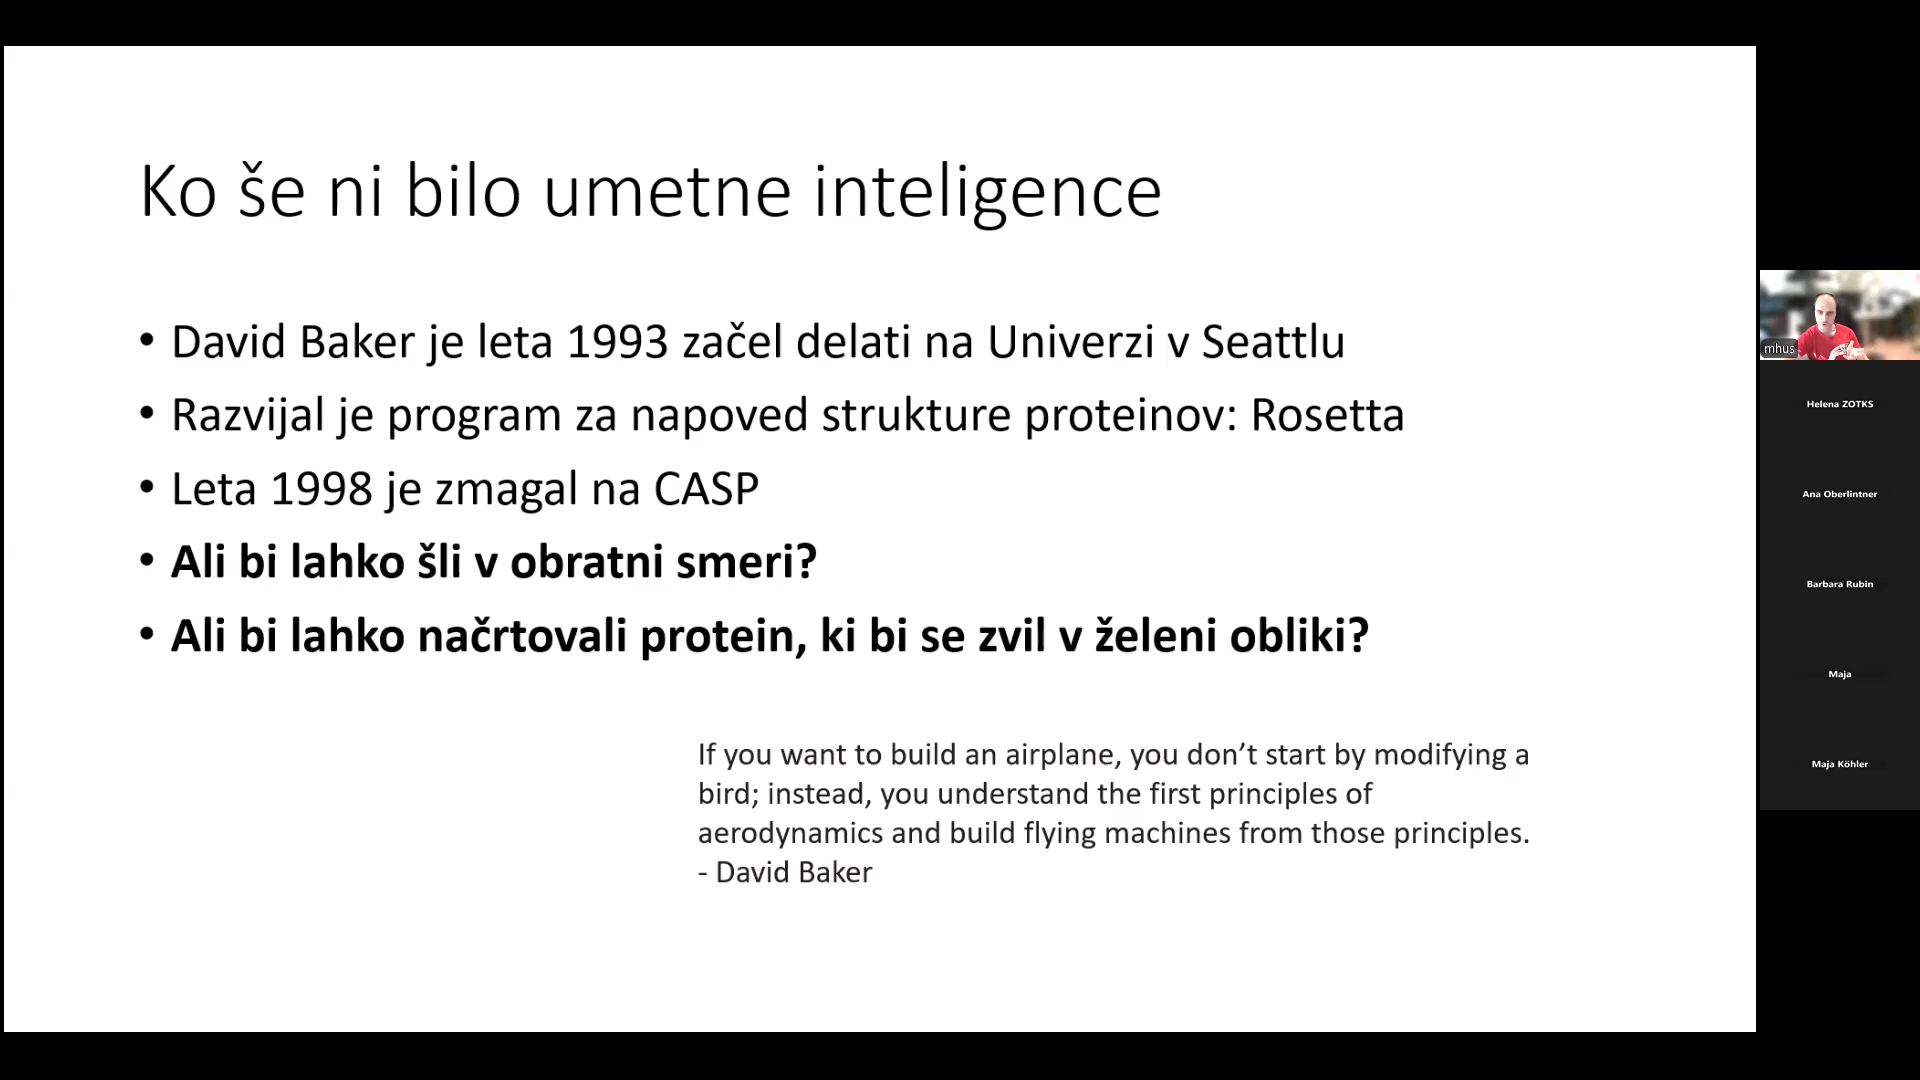 Ko še ni bilo umetne inteligence
• David Baker je leta 1993 začel delati na Univerzi v Seattlu
• Razvijal je program za napoved strukture proteinov: Rosetta
• Leta 1998 je zmagal na CASP
• Ali bi lahko šli v obratni smeri?
• Ali bi lahko načrtovali protein, ki bi se zvil v želeni obliki?
If you want to build an airplane, you don’t start by modifying a
bird; instead, you understand the first principles of
aerodynamics and build flying machines from those principles.
- David Baker
mhus
Helena ZOTKS
Ana Oberlintner
Barbara Rubin
Maja
Maja Köhler